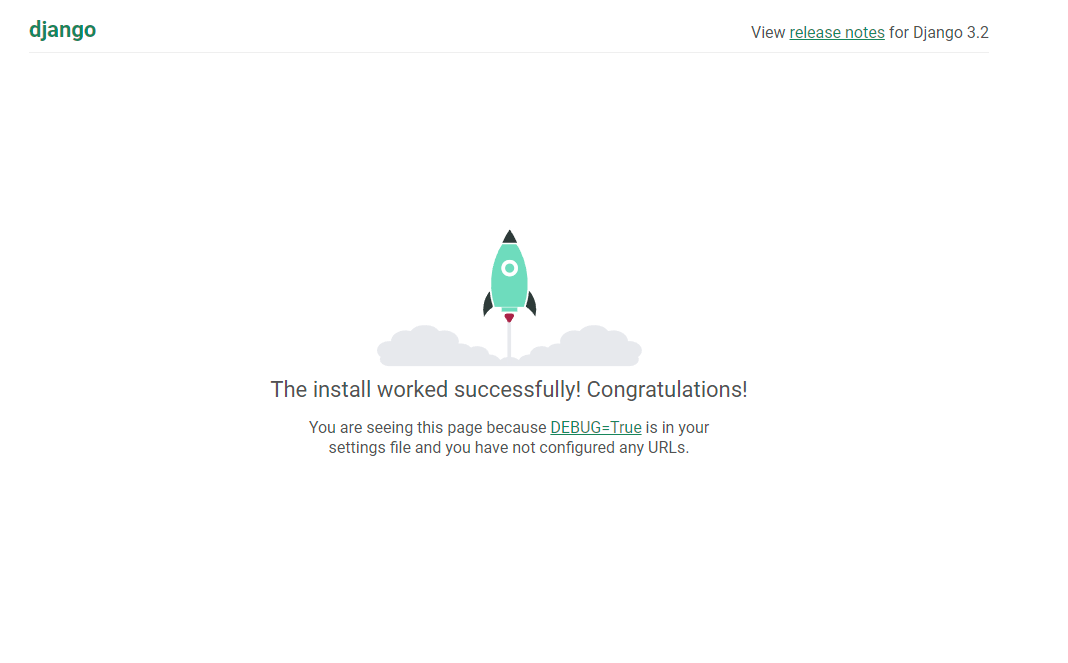 django
View release notes for Django 3.2
The install worked successfully! Congratulations!
You are seeing this page because DEBUG=True is in your
settings file and you have not configured any URLs.